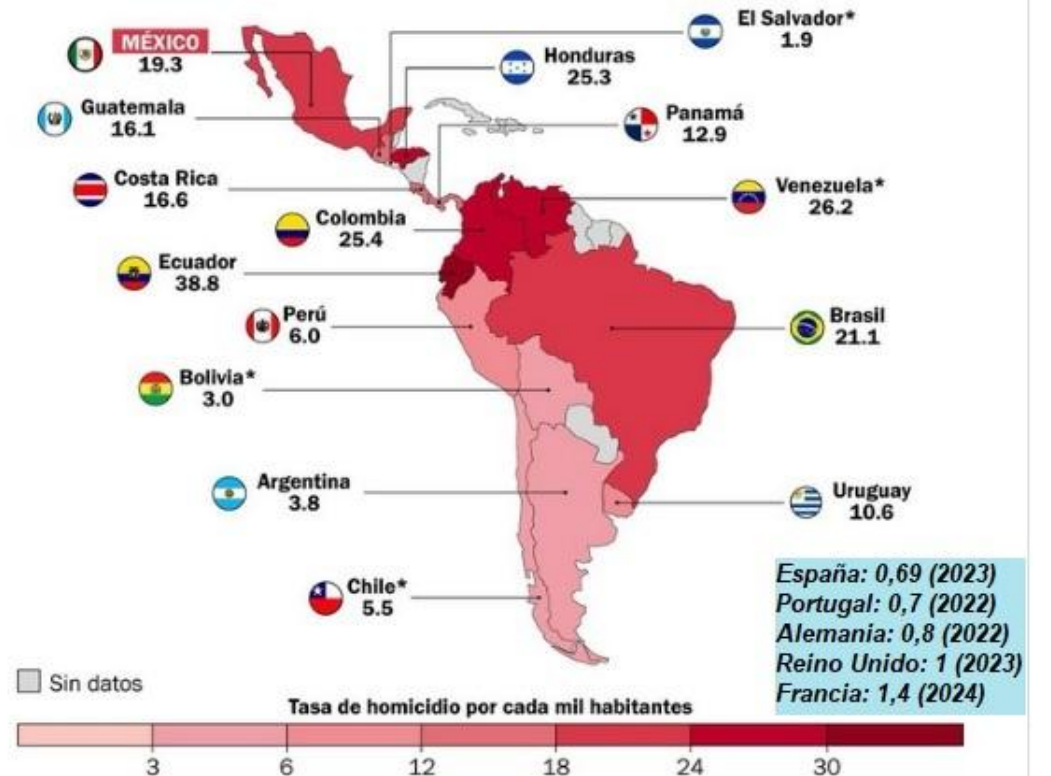 El Salvador*
1.9
MÉXICO
19.3
Honduras
25.3
Guatemala
16.1
Panamá
12.9
Costa Rica
16.6
Venezuela*
26.2
Colombia
25.4
Ecuador
38.8
Perú
6.0
Brasil
21.1
Bolivia*
3.0
Argentina
3.8
Uruguay
10.6
Chile*
5.5
España: 0,69 (2023)
Portugal: 0,7 (2022)
Alemania: 0,8 (2022)
Reino Unido: 1 (2023)
Francia: 1,4 (2024)
Sin datos
Tasa de homicidio por cada mil habitantes
3 6 12 18 24 30